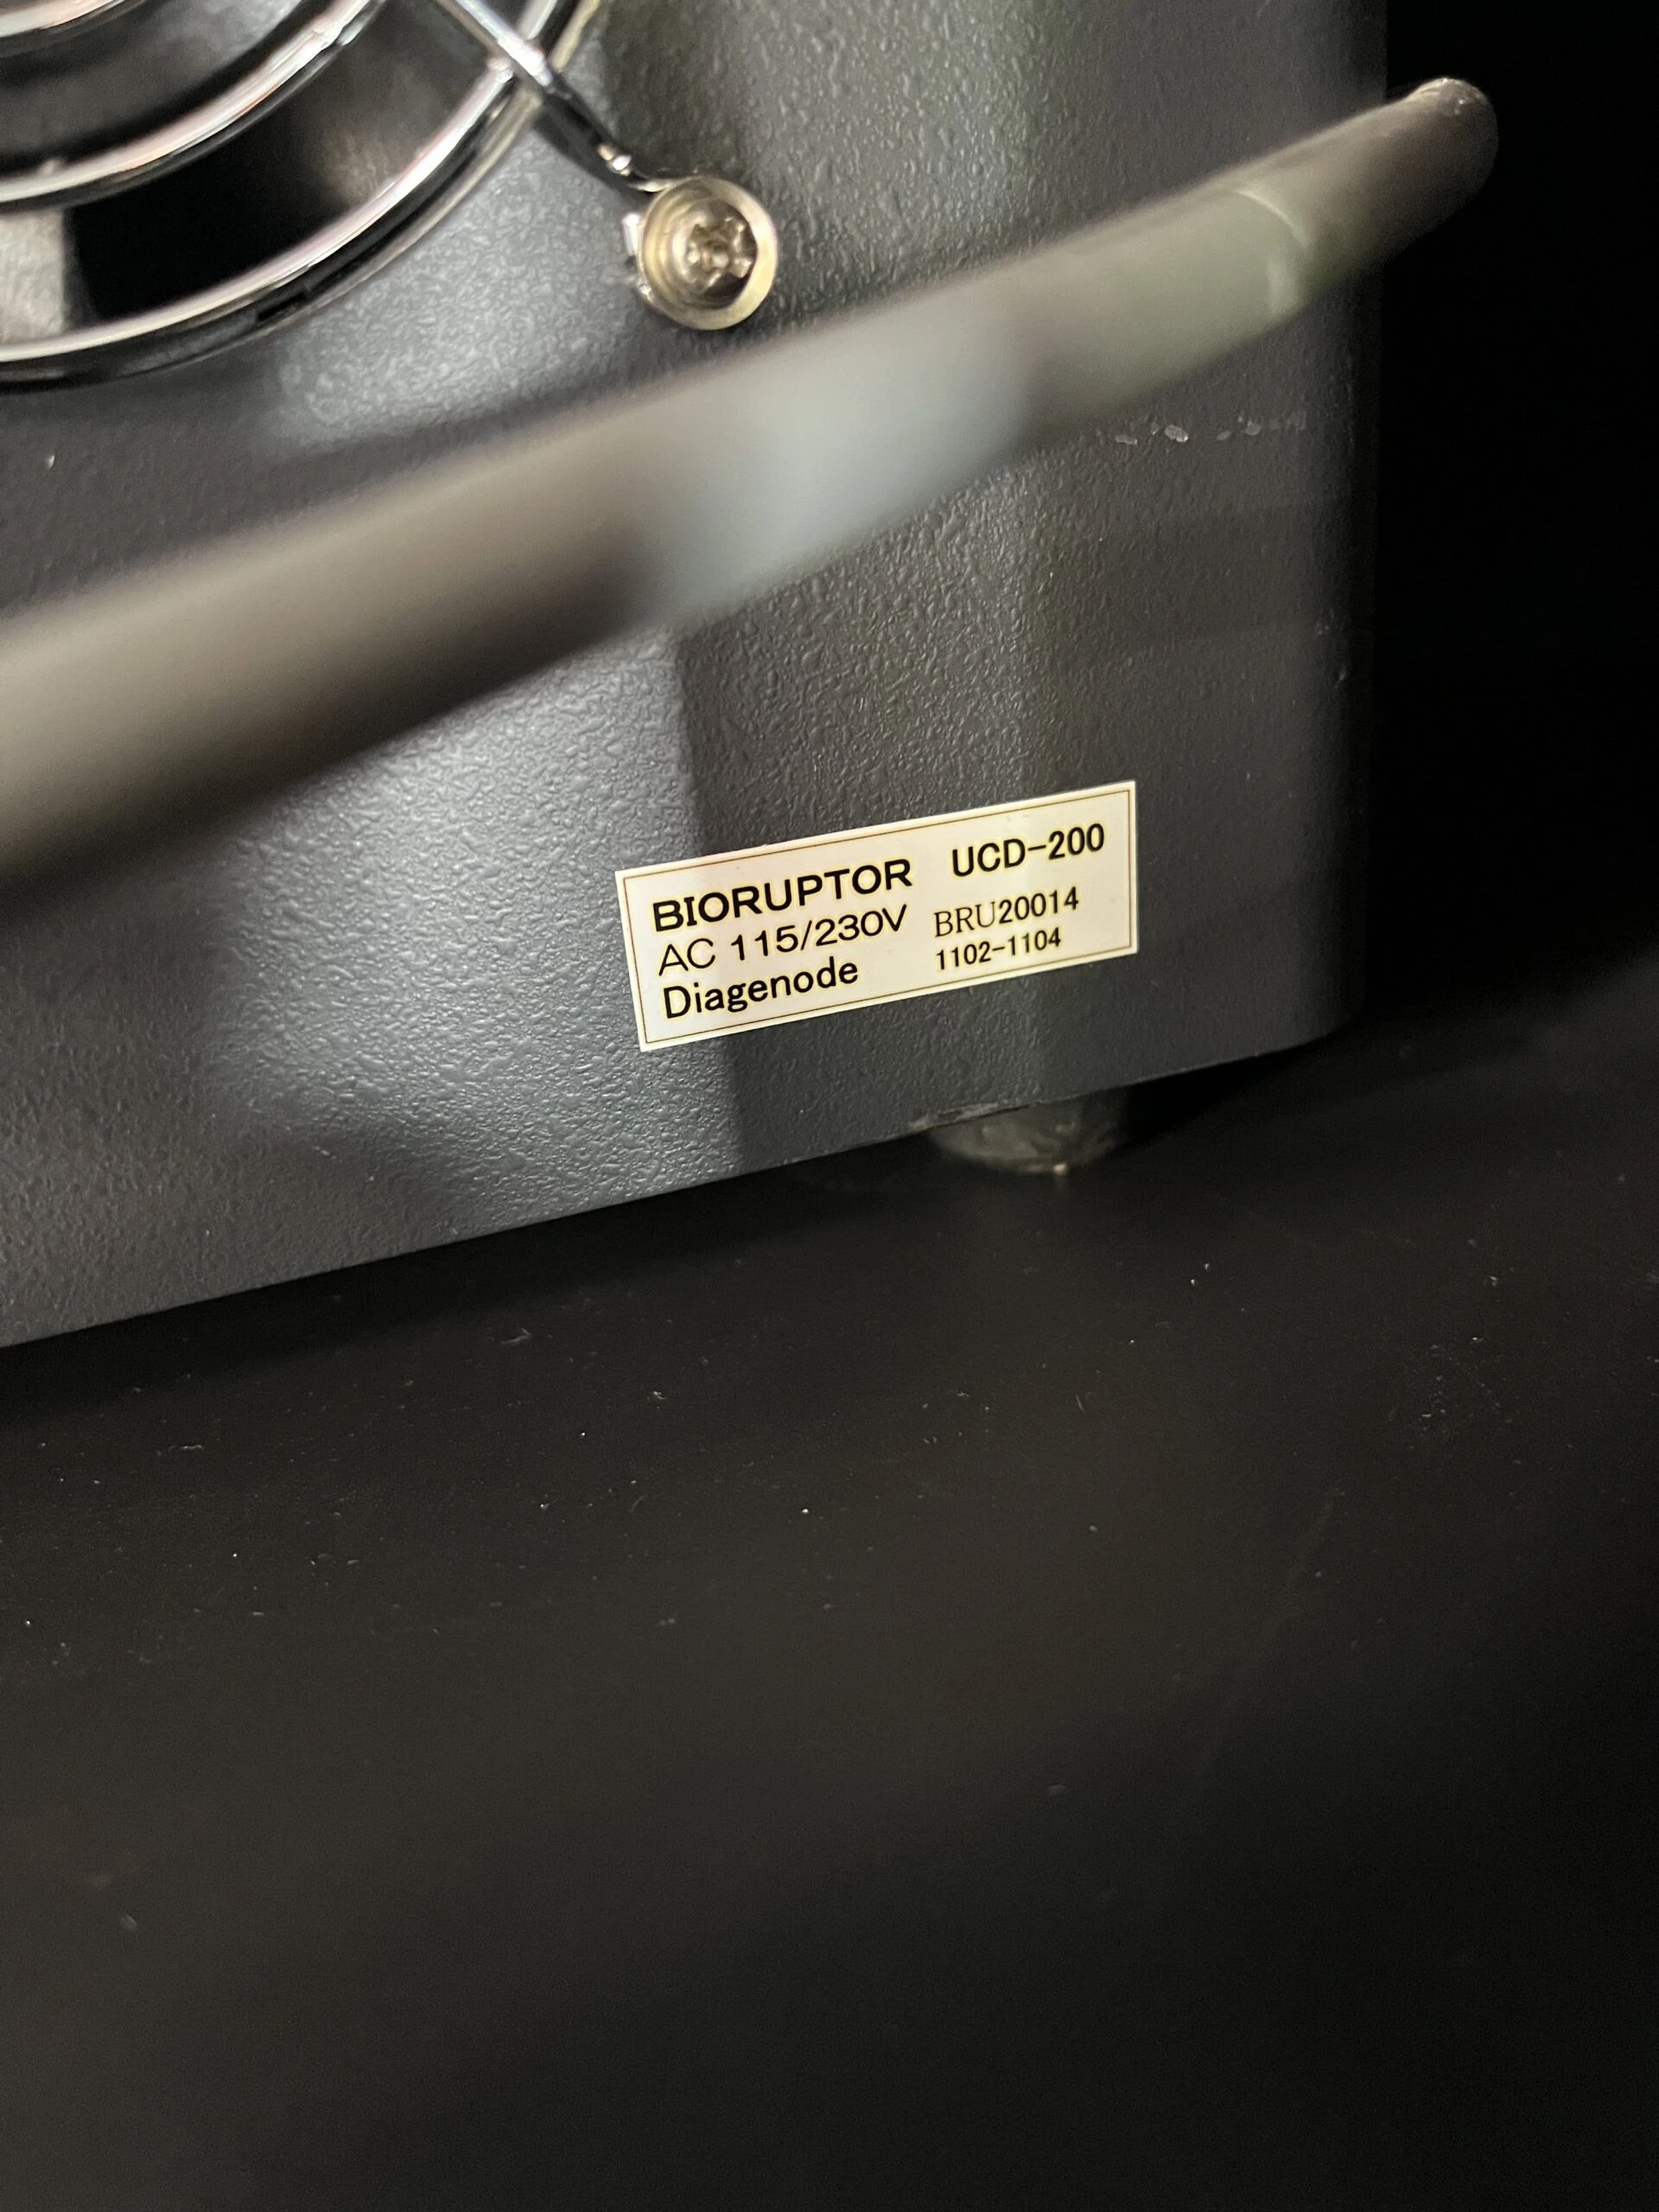 BIORUPTOR UCD-200
AC 115/230V BRU20014
Diagenode 1102-1104